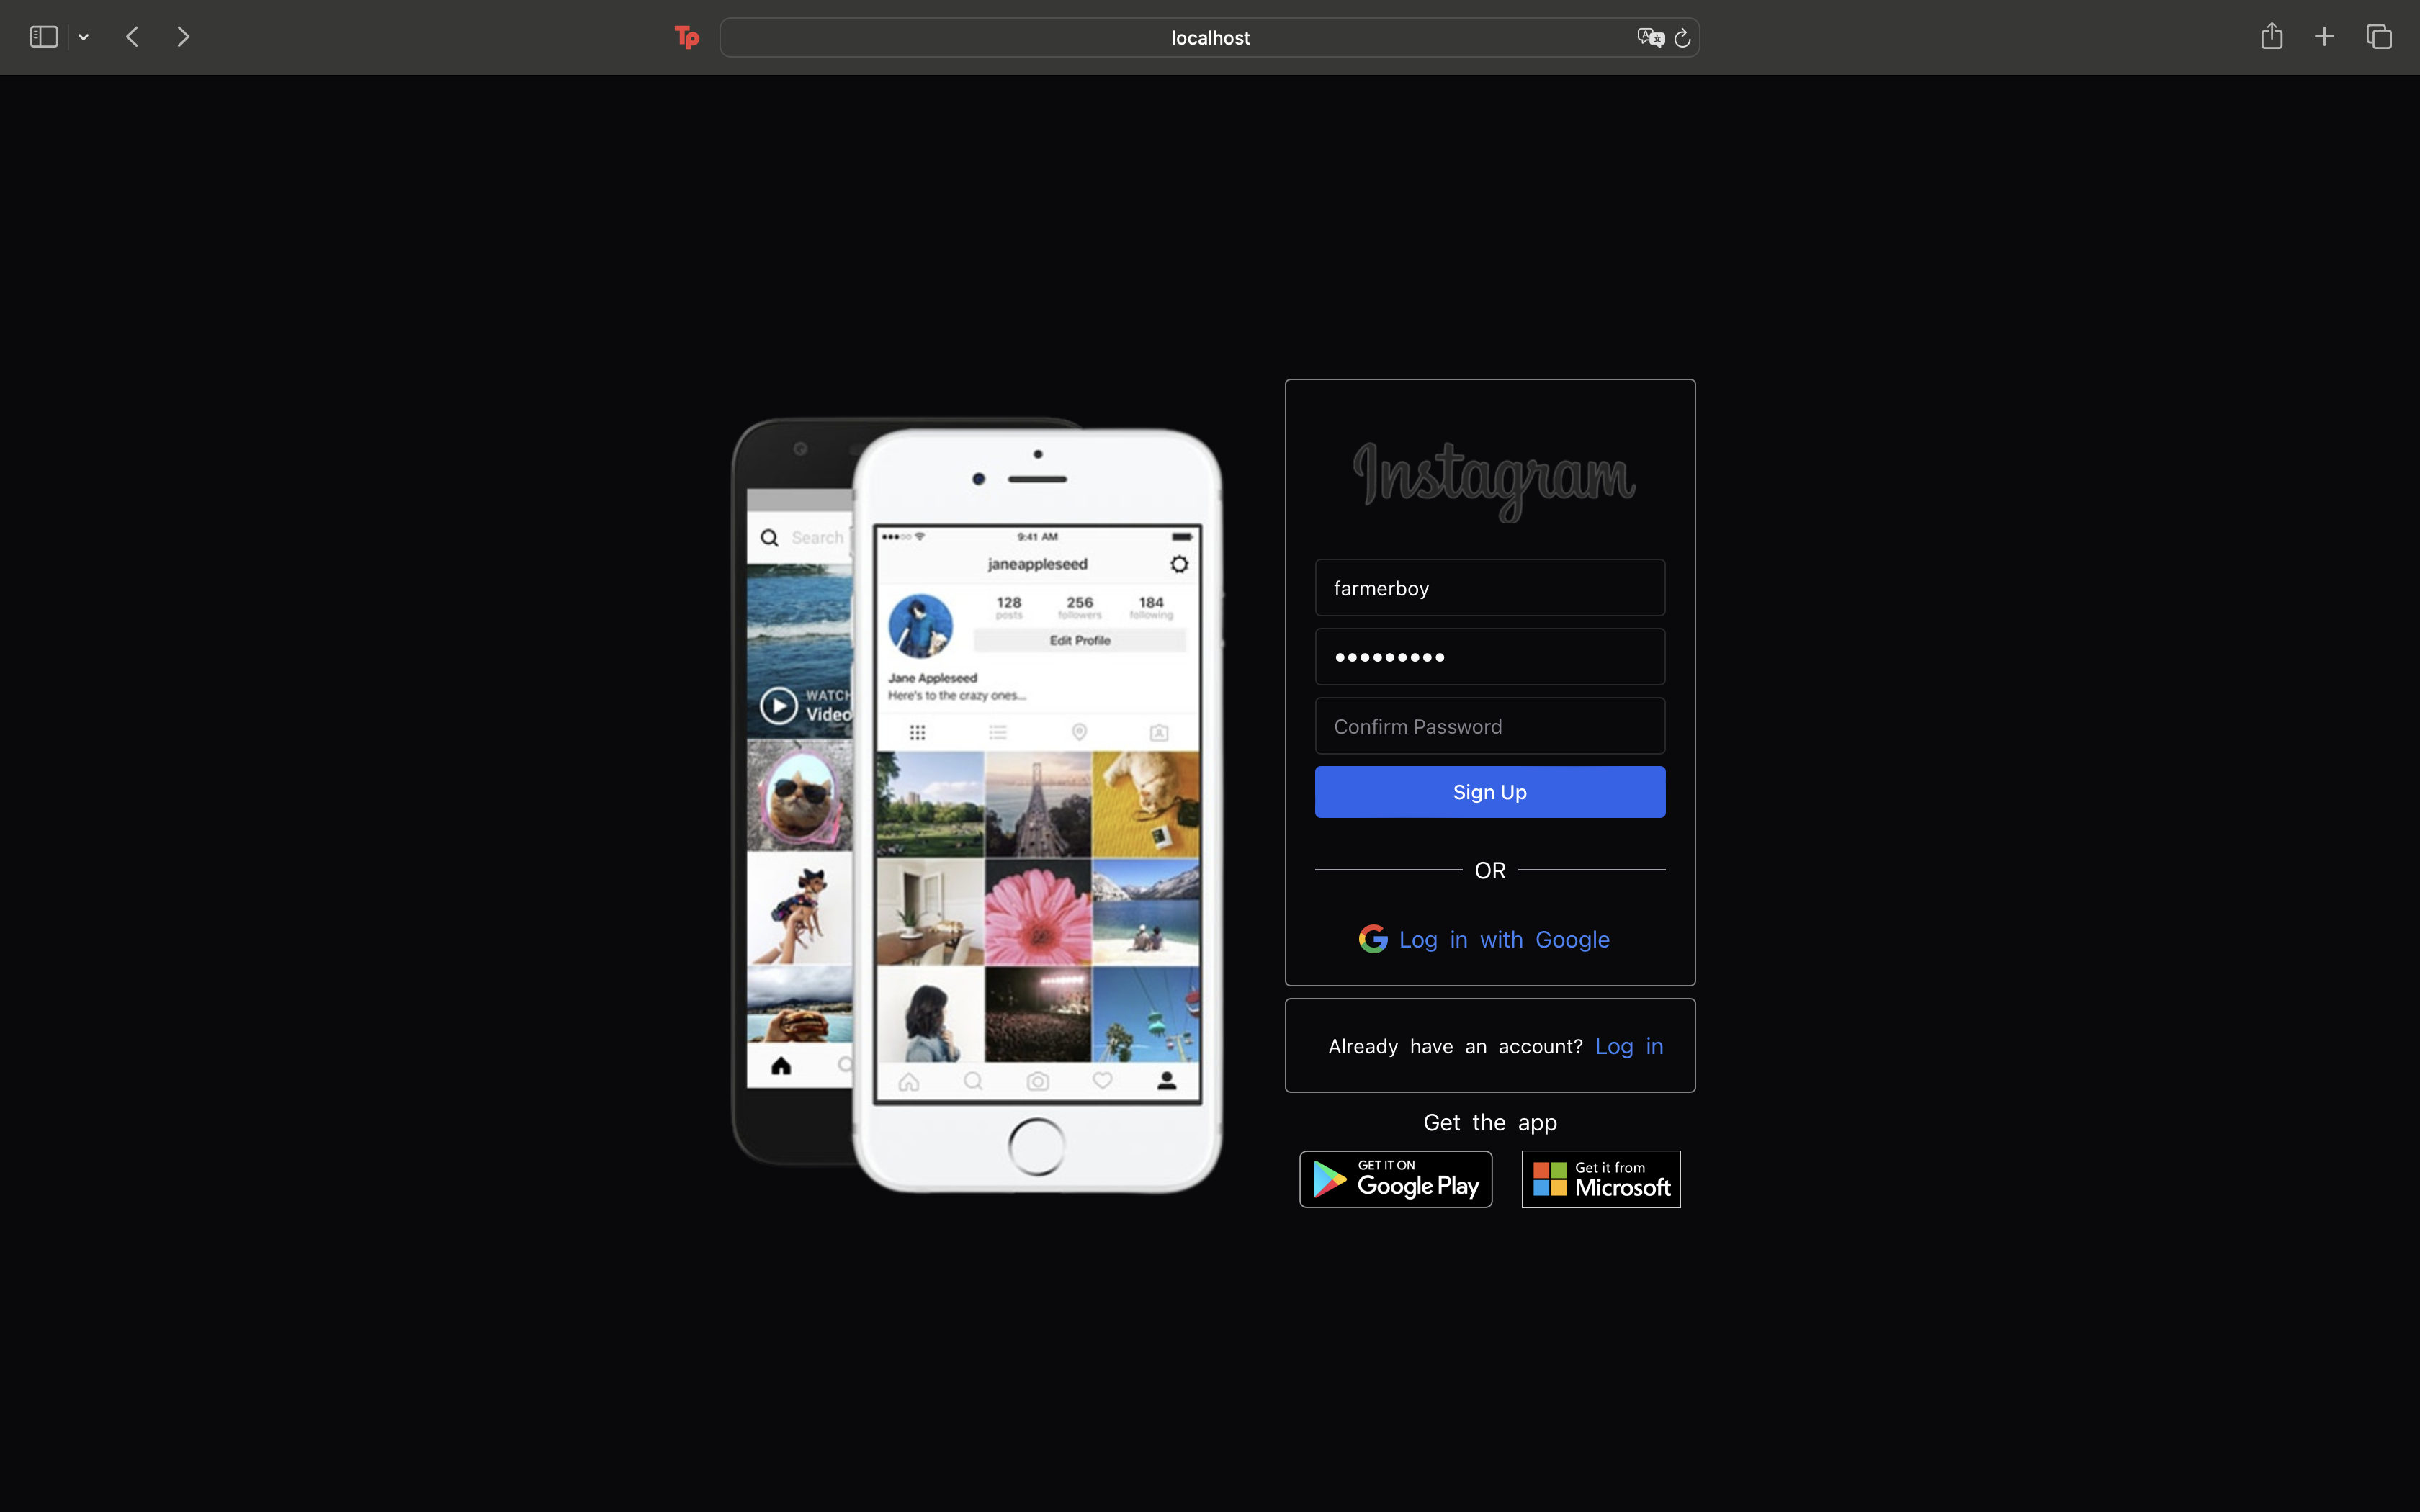 Tp
localhost
Search
WATCH
Video
9:41 AM
janeappleseed
128
256
184
posts
followers
following
Edit Profile
Jane Appleseed
Here's to the crazy ones...
Instagram
farmerboy
Confirm Password
Sign Up
OR
Log in with Google
Already have an account? Log in
Get the app
GET IT ON
Google Play
Get it from
Microsoft